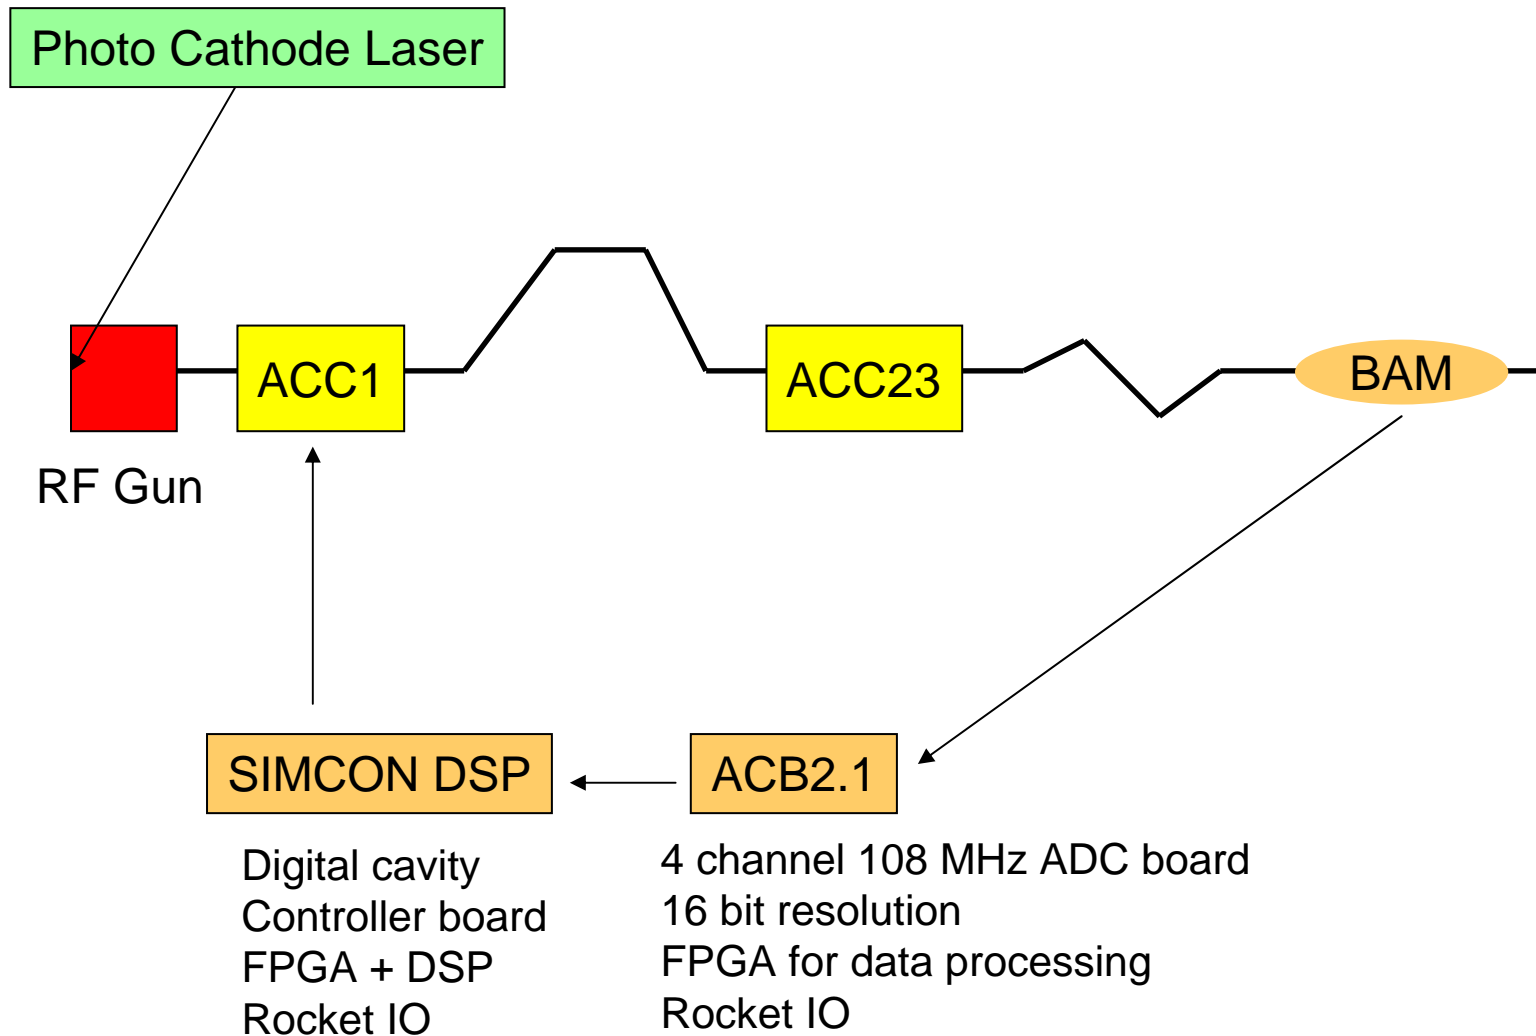 Photo Cathode Laser
ACC1
ACC23
BAM
RF Gun
SIMCON DSP
ACB2.1
Digital cavity
Controller board
FPGA + DSP
Rocket IO
4 channel 108 MHz ADC board
16 bit resolution
FPGA for data processing
Rocket IO